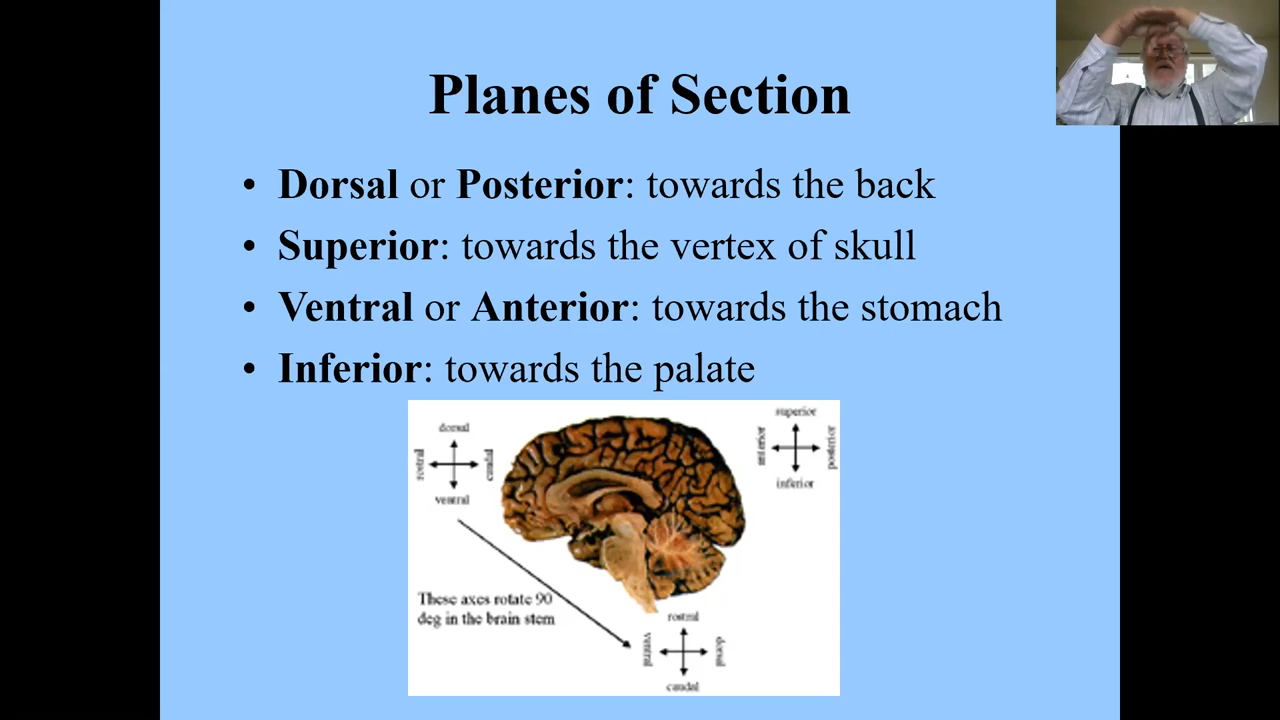 Planes of Section
• Dorsal or Posterior: towards the back
• Superior: towards the vertex of skull
• Ventral or Anterior: towards the stomach
• Inferior: towards the palate
dorsal
rostral
caudal
ventral
superior
anterior
posterior
inferior
These axes rotate 90
deg in the brain stem
rostral
ventral
dorsal
caudal